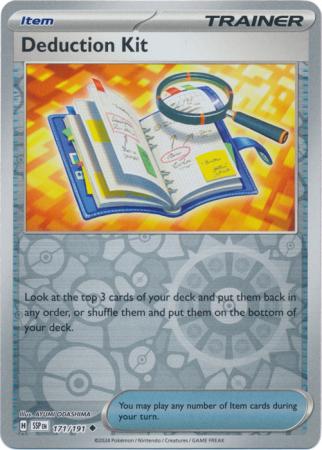 Item
TRAINER
Deduction Kit
Look at the top 3 cards of your deck and put them back in
any order, or shuffle them and put them on the bottom of
your deck.
Illus. AYUMI ODASHIMA
H SSP EN 171/191 ◆
You may play any number of Item cards during
your turn.
©2024 Pokémon / Nintendo / Creatures / GAME FREAK